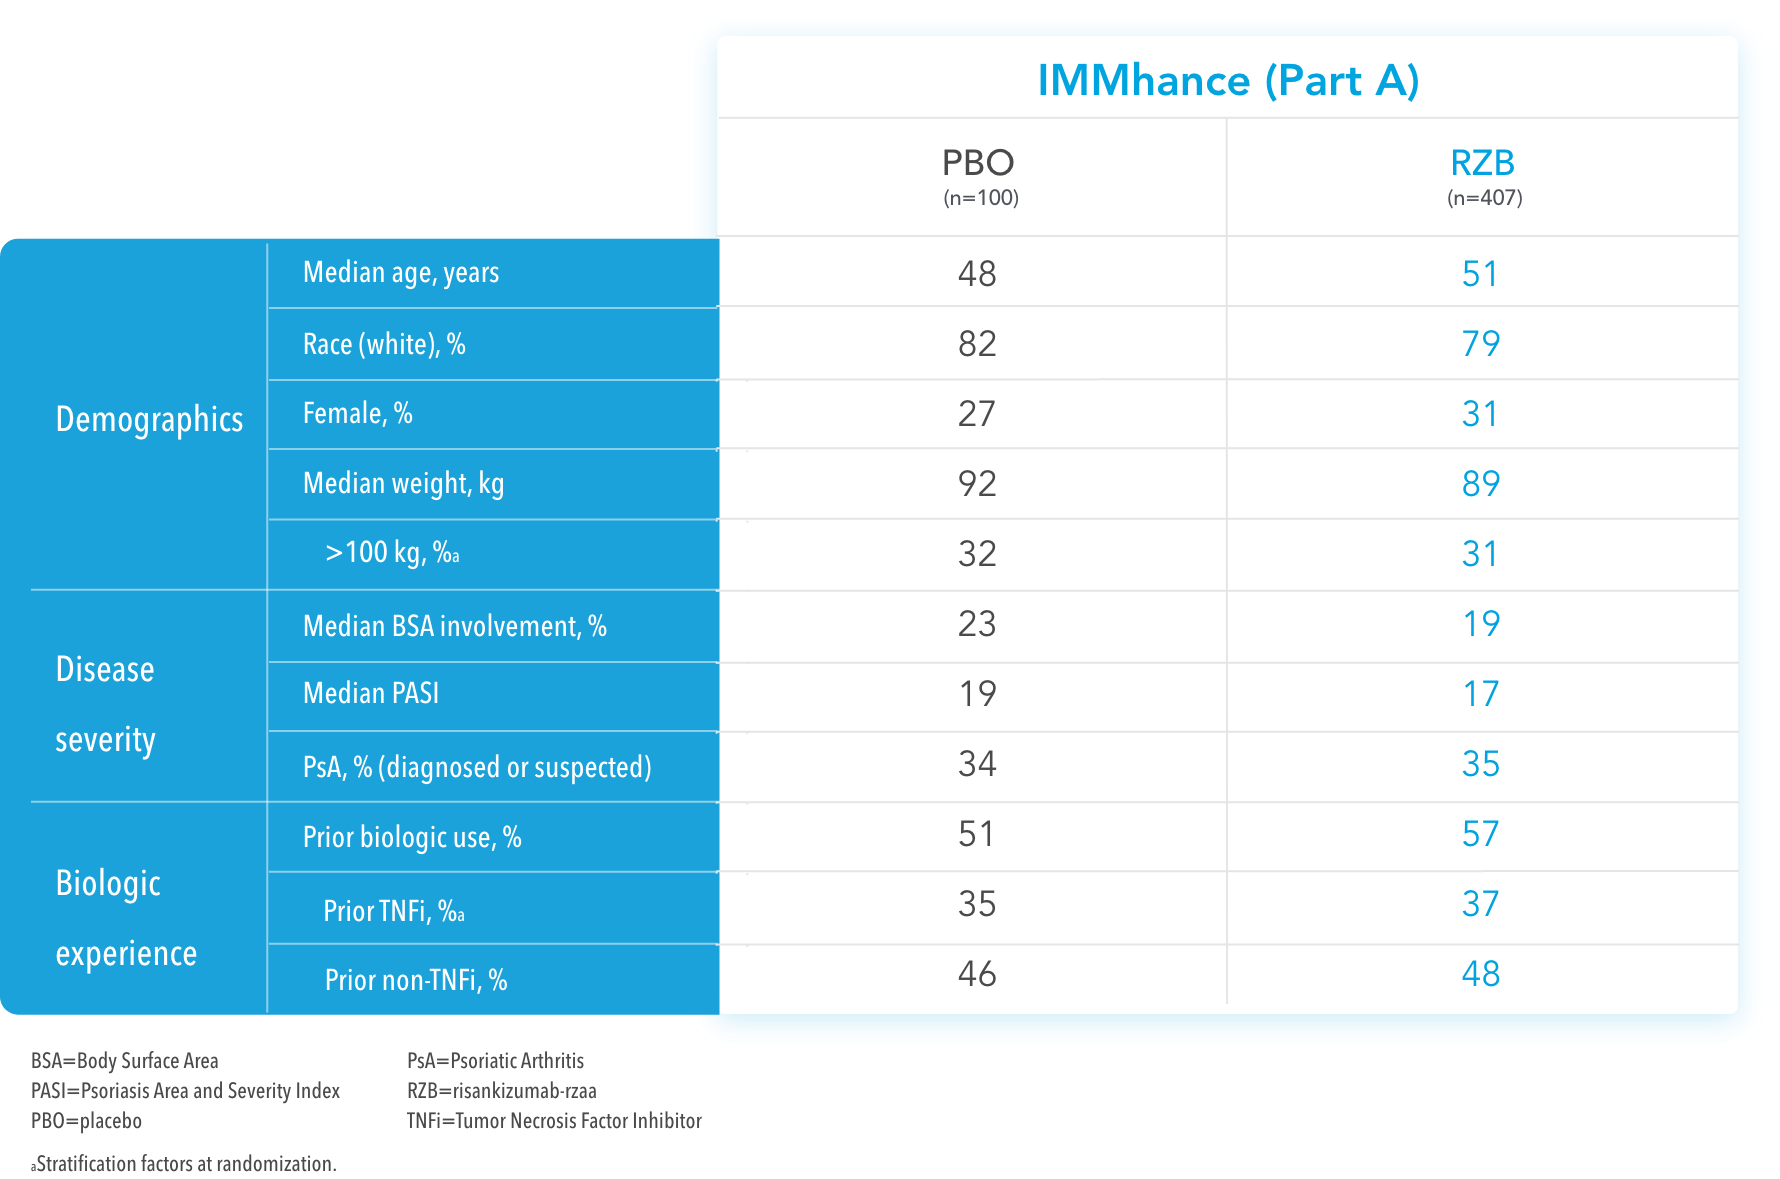 IMMhance (Part A)
PBO RZB
(n=100) (n=407)
Demographics
Median age, years 48 51
Race (white), % 82 79
Female, % 27 31
Median weight, kg 92 89
>100 kg, %a 32 31
Disease
severity
Median BSA involvement, % 23 19
Median PASI 19 17
PsA, % (diagnosed or suspected) 34 35
Biologic
experience
Prior biologic use, % 51 57
Prior TNFi, %a 35 37
Prior non-TNFi, % 46 48
BSA=Body Surface Area
PASI=Psoriasis Area and Severity Index
PBO=placebo
PsA=Psoriatic Arthritis
RZB=risankizumab-rzaa
TNFi=Tumor Necrosis Factor Inhibitor
aStratification factors at randomization.